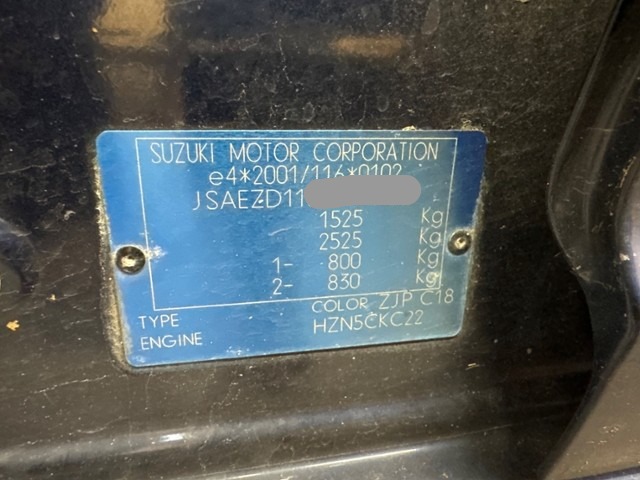 SUZUKI MOTOR CORPORATION
e4*2001/116*0102
JSAEZD11
1525 Kg
2525 Kg
1- 800 Kg
2- 830 Kg
COLOR ZJP C18
TYPE HZN5CKC22
ENGINE